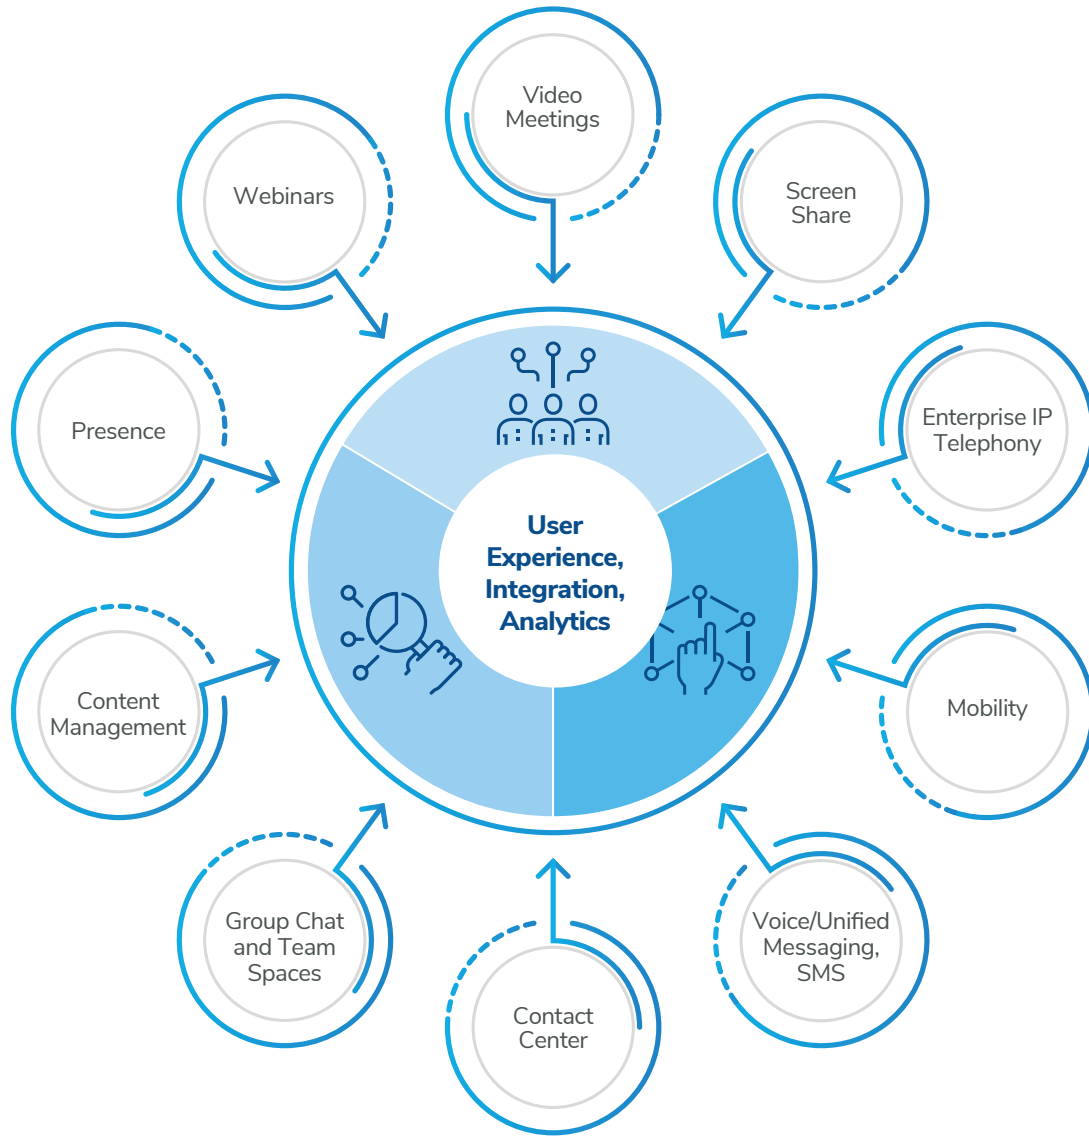 Video
Meetings
Screen
Share
Enterprise IP
Telephony
Mobility
Voice/Unified
Messaging,
SMS
Contact
Center
Group Chat
and Team
Spaces
Content
Management
Presence
Webinars
User
Experience,
Integration,
Analytics